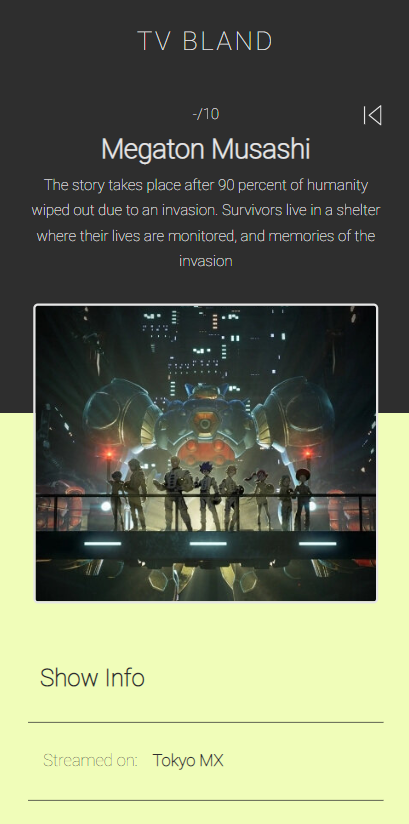 TV BLAND
-/10
Megaton Musashi
The story takes place after 90 percent of humanity
wiped out due to an invasion. Survivors live in a shelter
where their lives are monitored, and memories of the
invasion
Show Info
Streamed on: Tokyo MX